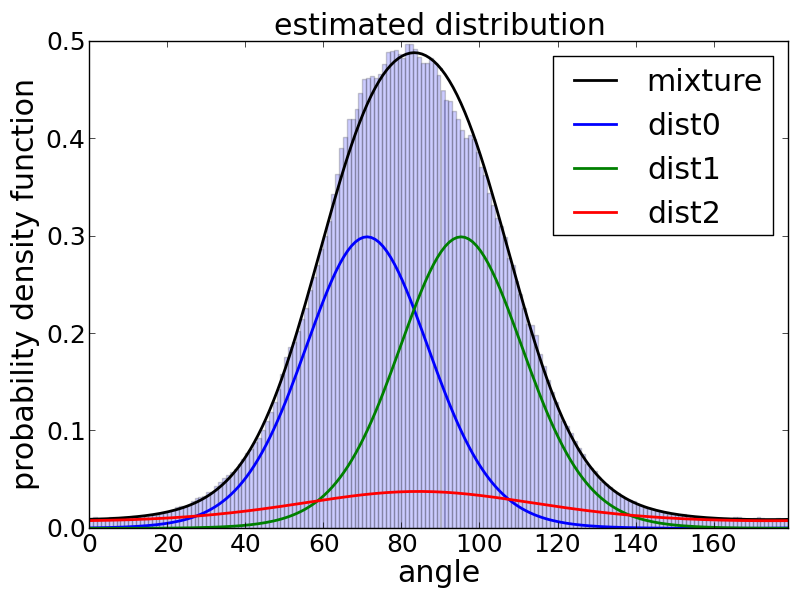 estimated distribution
probability density function
0.5
0.4
0.3
0.2
0.1
0.0
0 20 40 60 80 100 120 140 160
angle
mixture
dist0
dist1
dist2